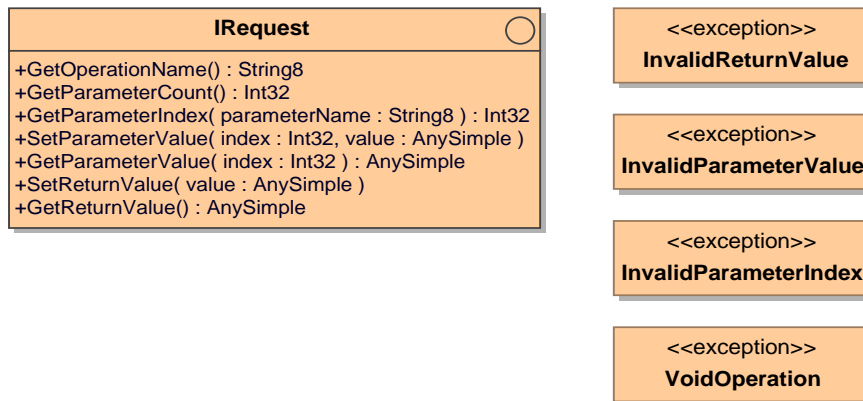 IRequest
+GetOperationName() : String8
+GetParameterCount() : Int32
+GetParameterIndex( parameterName : String8 ) : Int32
+SetParameterValue( index : Int32, value : AnySimple )
+GetParameterValue( index : Int32 ) : AnySimple
+SetReturnValue( value : AnySimple )
+GetReturnValue() : AnySimple
<<exception>>
InvalidReturnValue
<<exception>>
InvalidParameterValue
<<exception>>
InvalidParameterIndex
<<exception>>
VoidOperation